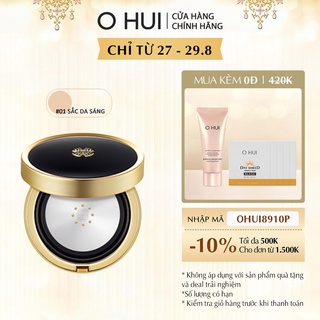 O HUI
CỬA HÀNG
CHÍNH HÃNG
CHỈ TỪ 27 - 29.8
#01 SẮC DA SÁNG
MUA KÈM 0Đ | 420K
O HUI
DAY SHIELD
NHẬP MÃ
OHUI8910P
-10%
Tối đa 500K
Cho đơn từ 1.500K
* Không áp dụng với sản phẩm quà tặng
và deal trải nghiệm
*Số lượng có hạn
* Kiểm tra giỏ hàng trước khi thanh toán